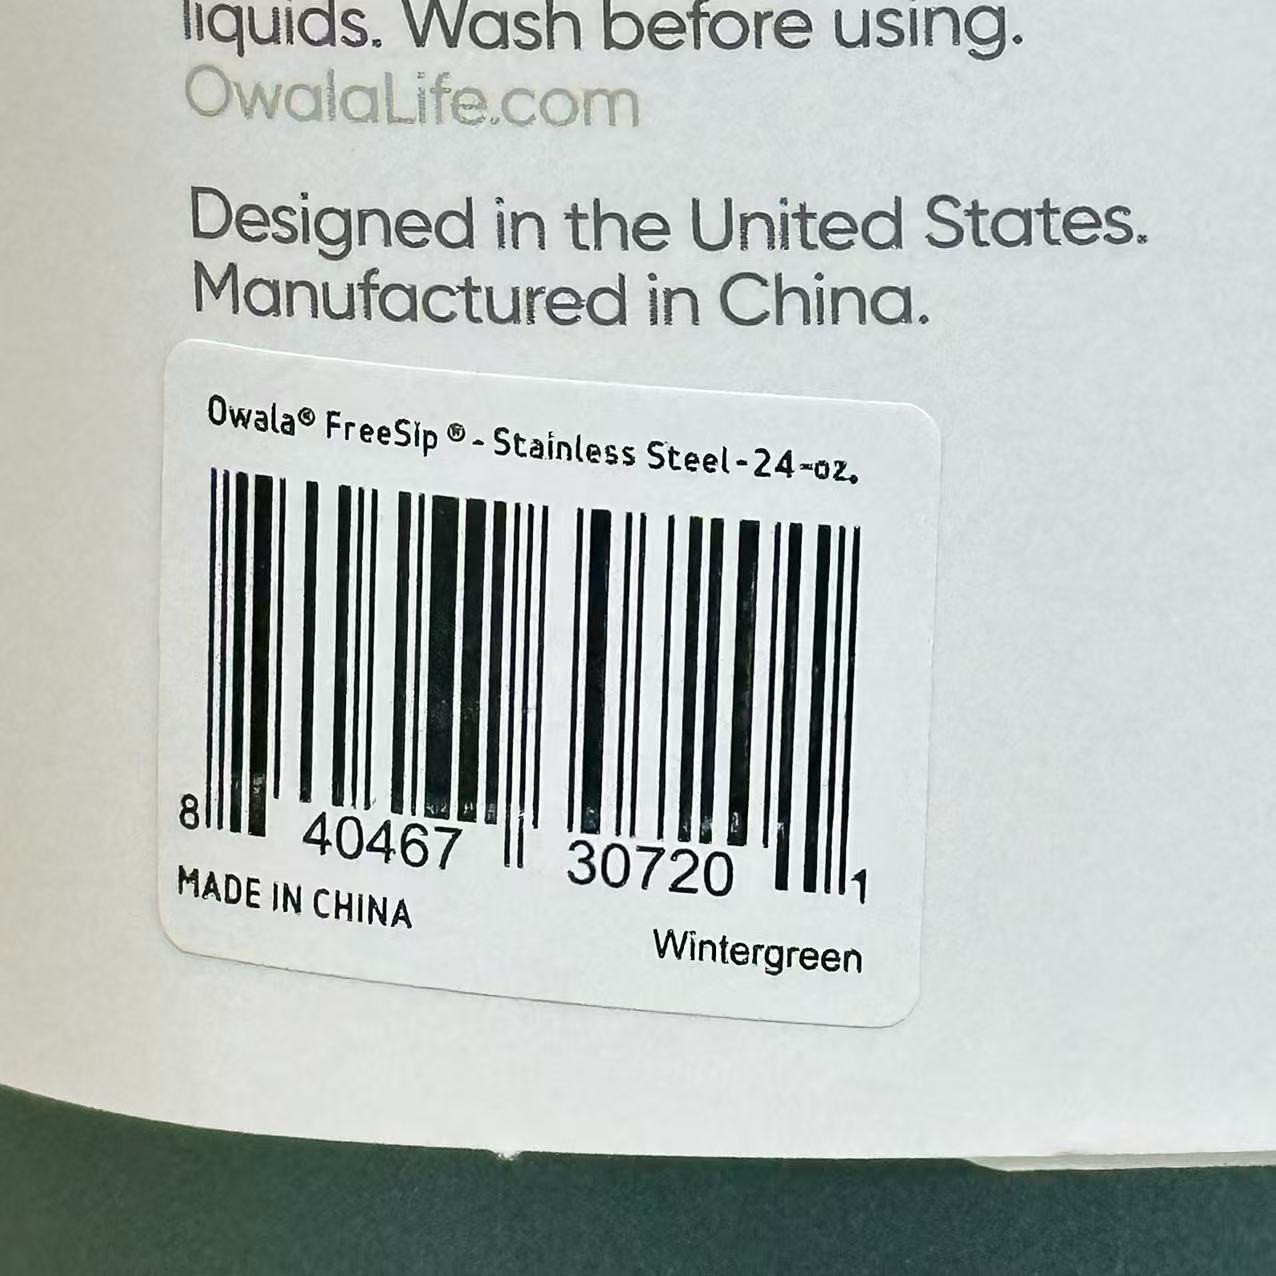 liquids. Wash before using.
OwalaLife.com
Designed in the United States.
Manufactured in China.
Owala® FreeSip ® - Stainless Steel-24-oz.
8 40467 30720 1
MADE IN CHINA
Wintergreen